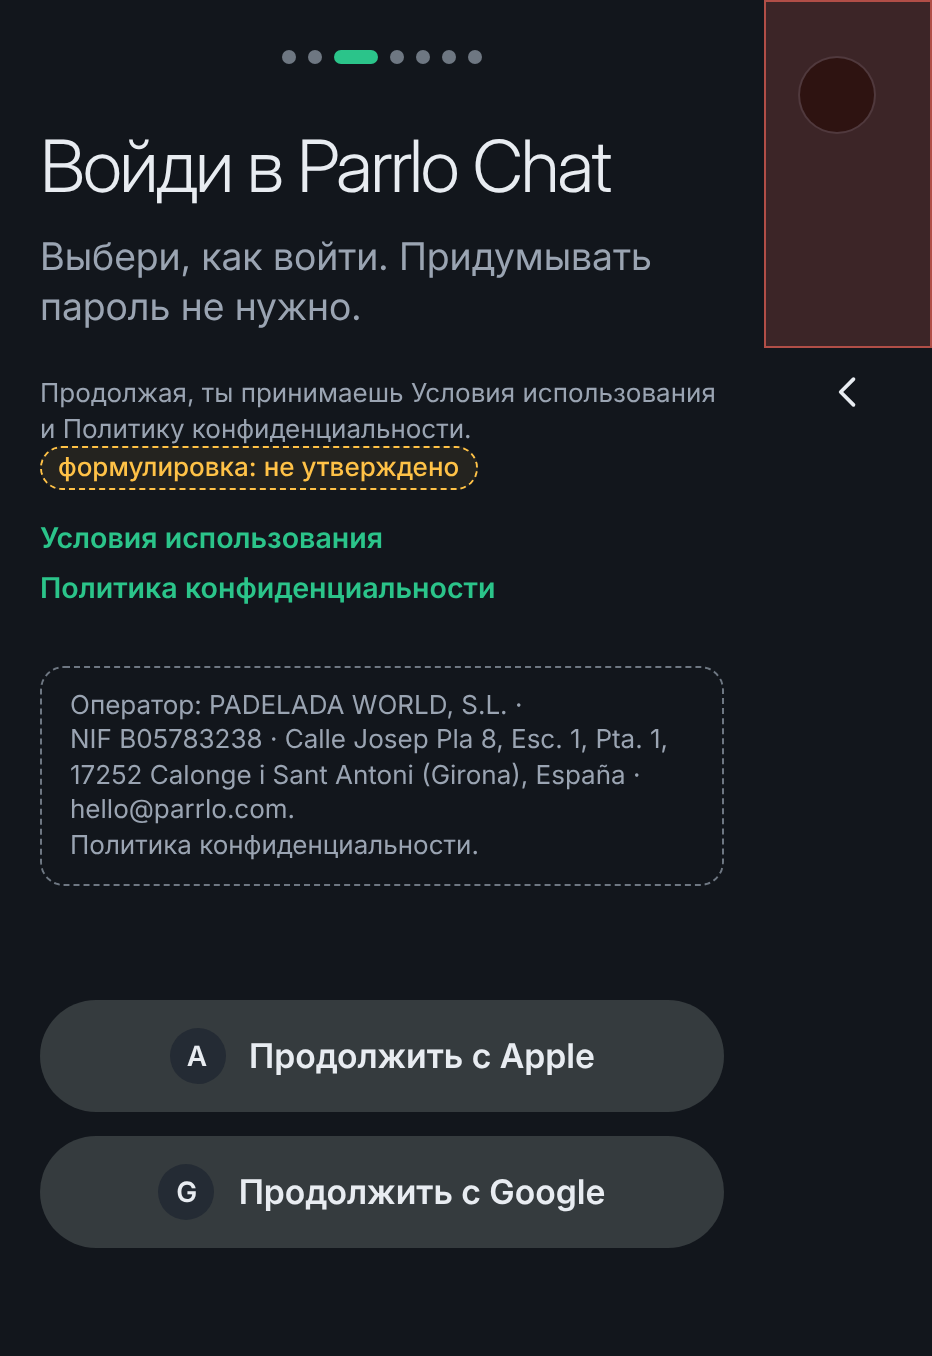 Войди в Parrlo Chat
Выбери, как войти. Придумывать
пароль не нужно.
Продолжая, ты принимаешь Условия использования
и Политику конфиденциальности.
формулировка: не утверждено
Условия использования
Политика конфиденциальности
Оператор: PADELADA WORLD, S.L. ·
NIF B05783238 · Calle Josep Pla 8, Esc. 1, Pta. 1,
17252 Calonge i Sant Antoni (Girona), España ·
hello@parrlo.com.
Политика конфиденциальности.
A Продолжить с Apple
G Продолжить с Google